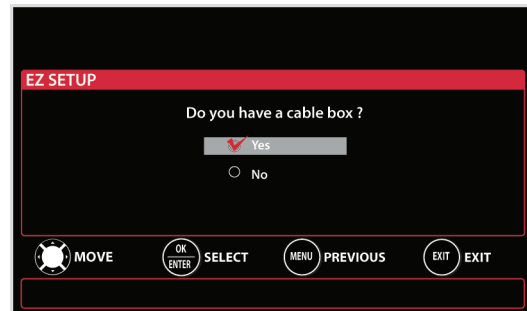 EZ SETUP
Do you have a cable box ?
Yes
No
MOVE OK ENTER SELECT MENU PREVIOUS EXIT EXIT